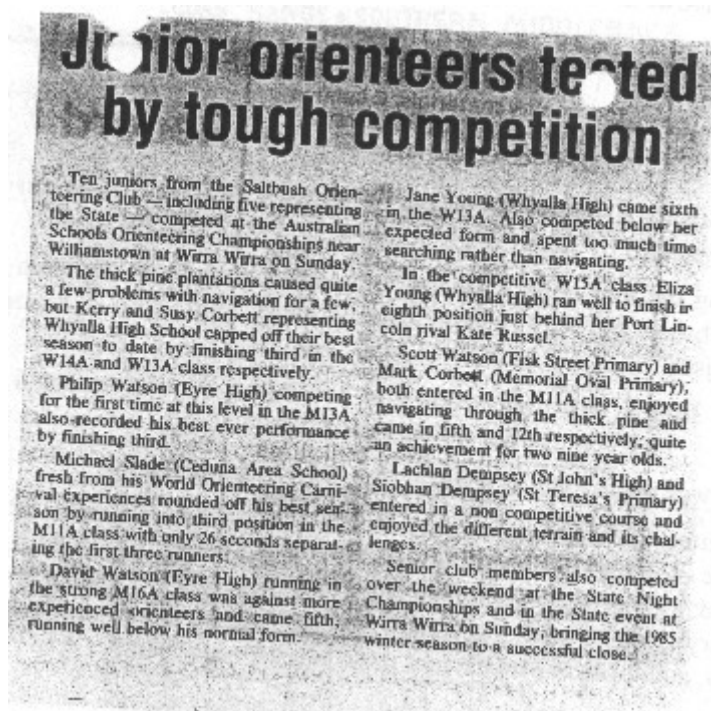 Junior orienteers tested
by tough competition
Ten juniors from the Saltbush Orien-
teering Club — including five representing
the State — competed at the Australian
Schools Orienteering Championships near
Williamstown at Wirra Wirra on Sunday.
The thick pine plantations caused quite
a few problems with navigation for a few,
but Kerry and Susy Corbett representing
Whyalla High School capped off their best
season to date by finishing third in the
W14A and W13A class respectively.
Philip Watson (Eyre High) competing
for the first time at this level in the M13A
also recorded his best ever performance
by finishing third.
Michael Slade (Ceduna Area School)
fresh from his World Orienteering Carni-
val experiences rounded off his best sea-
son by running into third position in the
M11A class with only 26 seconds separat-
ing the first three runners.
David Watson (Eyre High) running in
the strong M16A class was against more
experienced orienteers and came fifth,
running well below his normal form.
Jane Young (Whyalla High) came sixth
in the W13A. Also competed below her
expected form and spent too much time
searching rather than navigating.
In the competitive W15A class Eliza
Young (Whyalla High) ran well to finish in
eighth position just behind her Port Lin-
coln rival Kate Russel.
Scott Watson (Fisk Street Primary) and
Mark Corbett (Memorial Oval Primary),
both entered in the M11A class, enjoyed
navigating through the thick pine and
came in fifth and 12th respectively, quite
an achievement for two nine year olds.
Lachlan Dempsey (St John's High) and
Siobhan Dempsey (St Teresa's Primary)
entered in a non competitive course and
enjoyed the different terrain and its chal-
lenges.
Senior club members also competed
over the weekend at the State Night
Championships and in the State event at
Wirra Wirra on Sunday, bringing the 1985
winter season to a successful close.